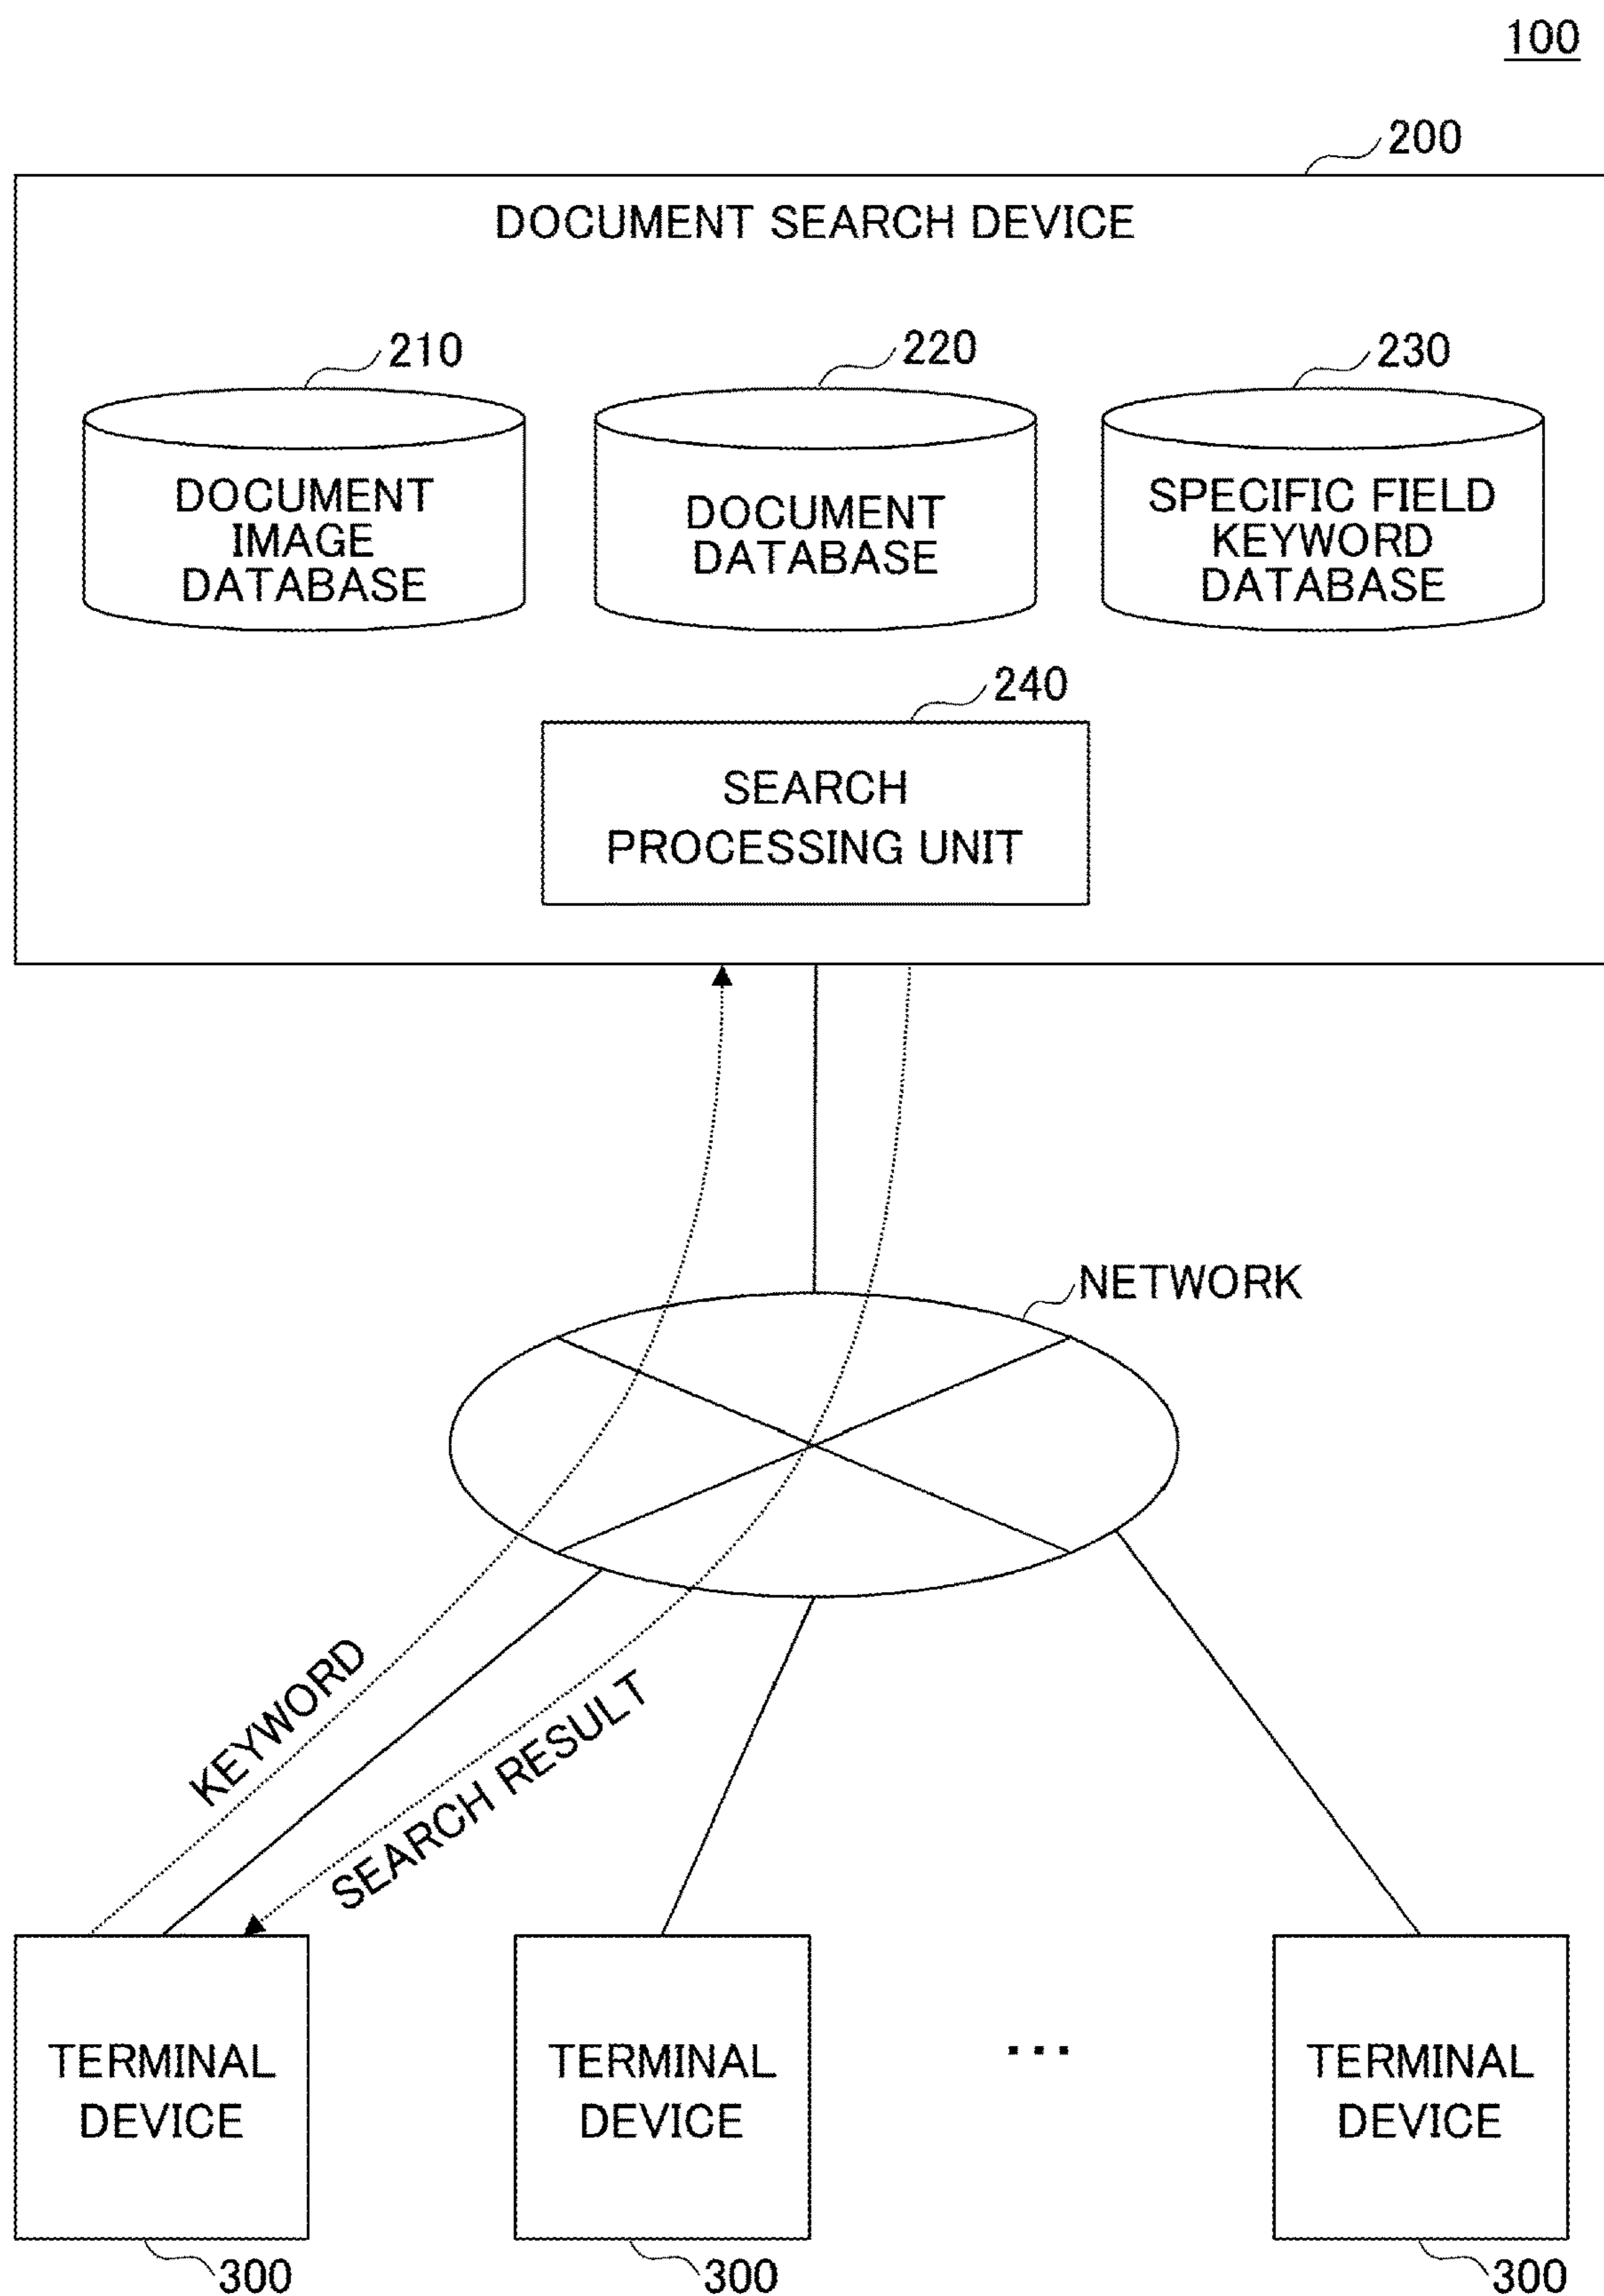 100
200
DOCUMENT SEARCH DEVICE
210
220
230
DOCUMENT
IMAGE
DATABASE
DOCUMENT
DATABASE
SPECIFIC FIELD
KEYWORD
DATABASE
240
SEARCH
PROCESSING UNIT
NETWORK
KEYWORD
SEARCH RESULT
TERMINAL
DEVICE
TERMINAL
DEVICE
...
TERMINAL
DEVICE
300
300
300